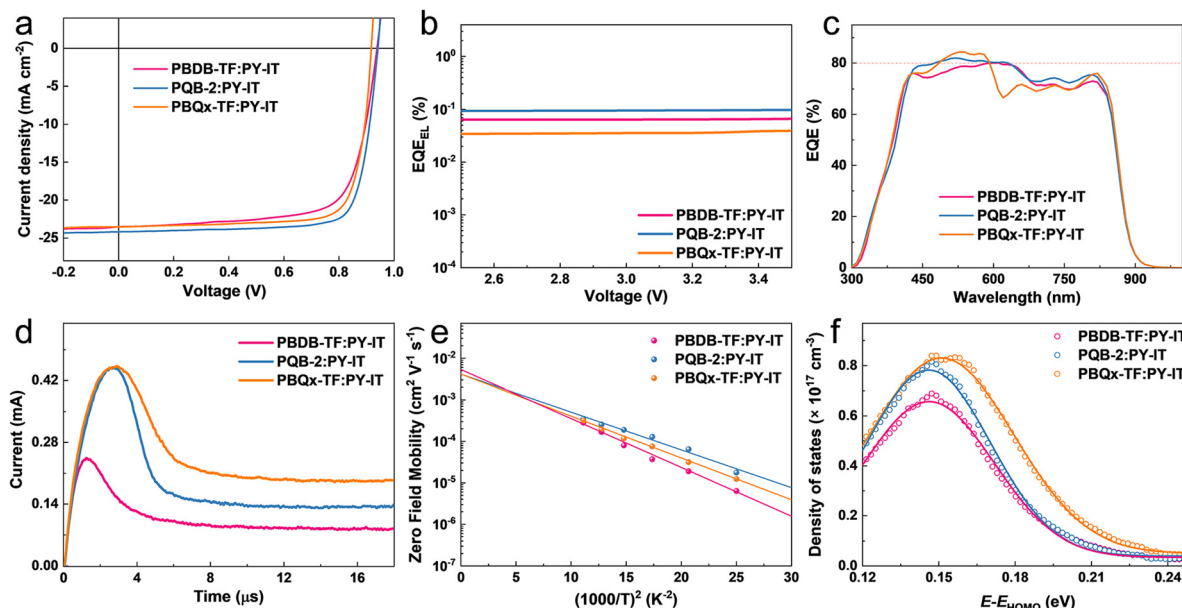 a
Current density (mA cm⁻²)
0
-5
-10
-15
-20
-25
PBDB-TF:PY-IT
PQB-2:PY-IT
PBQx-TF:PY-IT
-0.2 0.0 0.2 0.4 0.6 0.8 1.0
Voltage (V)
b
EQE_EL (%)
10⁰
10⁻¹
10⁻²
10⁻³
10⁻⁴
PBDB-TF:PY-IT
PQB-2:PY-IT
PBQx-TF:PY-IT
2.6 2.8 3.0 3.2 3.4
Voltage (V)
c
EQE (%)
80
60
40
20
0
PBDB-TF:PY-IT
PQB-2:PY-IT
PBQx-TF:PY-IT
300 450 600 750 900
Wavelength (nm)
d
Current (mA)
0.42
0.28
0.14
0.00
PBDB-TF:PY-IT
PQB-2:PY-IT
PBQx-TF:PY-IT
0 4 8 12 16
Time (μs)
e
Zero Field Mobility (cm² V⁻¹ s⁻¹)
10⁻¹
10⁻²
10⁻³
10⁻⁴
10⁻⁵
10⁻⁶
10⁻⁷
PBDB-TF:PY-IT
PQB-2:PY-IT
PBQx-TF:PY-IT
0 5 10 15 20 25 30
(1000/T)² (K⁻²)
f
Density of states (× 10¹⁷ cm⁻³)
0.8
0.6
0.4
0.2
0.0
PBDB-TF:PY-IT
PQB-2:PY-IT
PBQx-TF:PY-IT
0.12 0.15 0.18 0.21 0.24
E-E_HOMO (eV)